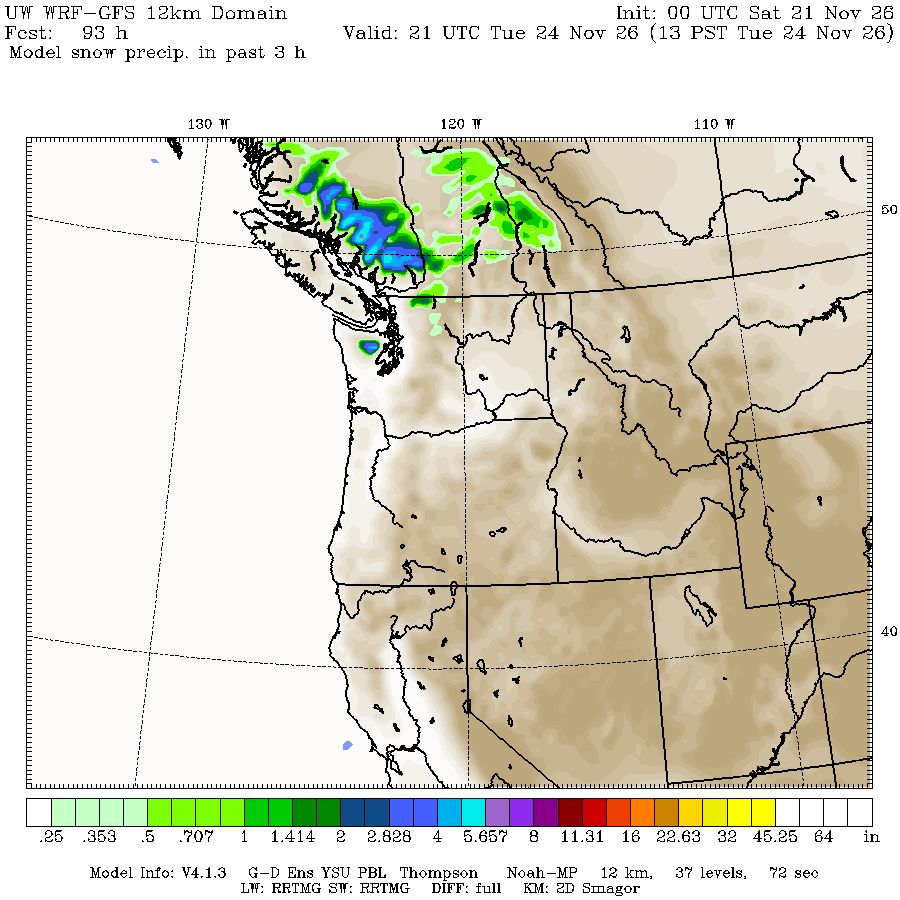 UW WRF-GFS 12km Domain Init: 00 UTC Sat 21 Nov 26
Fcst: 93 h Valid: 21 UTC Tue 24 Nov 26 (13 PST Tue 24 Nov 26)
Model snow precip. in past 3 h
130 W 120 W 110 W
50
40
.25 .353 .5 .707 1 1.414 2 2.828 4 5.657 8 11.31 16 22.63 32 45.25 64 in
Model Info: V4.1.3 G-D Ens YSU PBL Thompson Noah-MP 12 km, 37 levels, 72 sec
LW: RRTMG SW: RRTMG DIFF: full KM: 2D Smagor